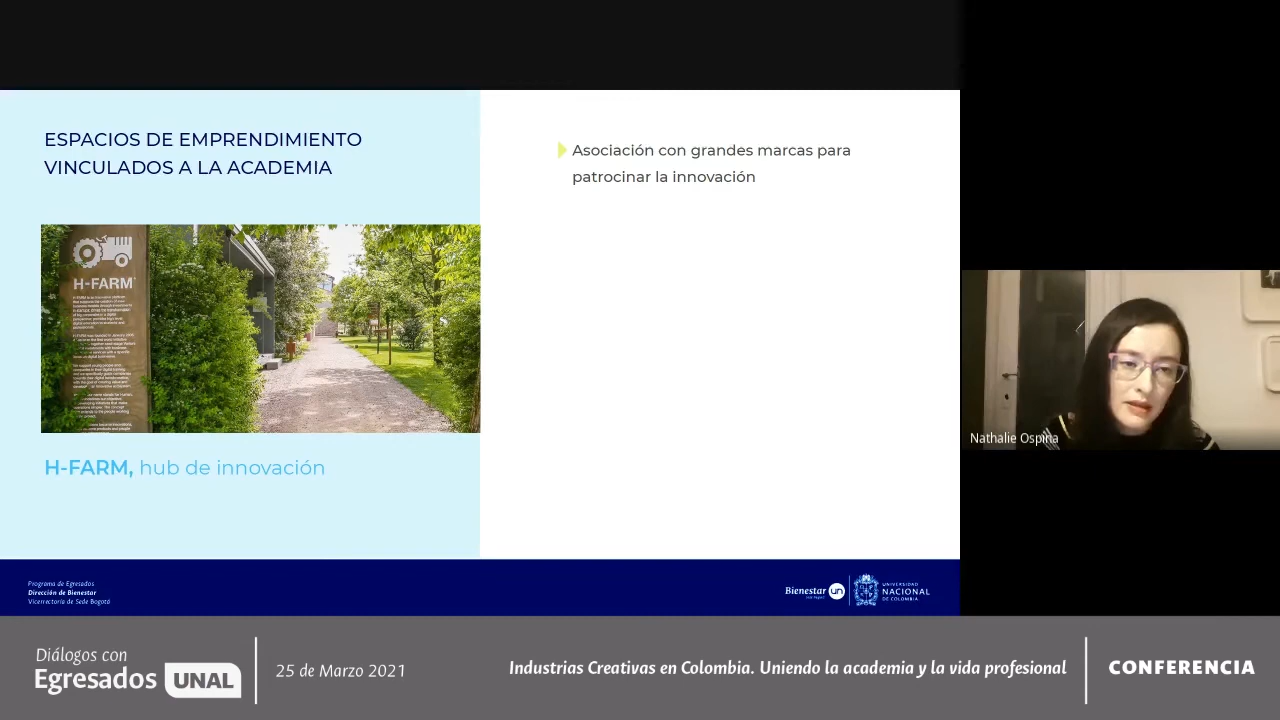 ESPACIOS DE EMPRENDIMIENTO
VINCULADOS A LA ACADEMIA
H-FARM
H-FARM, hub de innovación
Asociación con grandes marcas para
patrocinar la innovación
Nathalie Ospina
Programa de Egresados
Dirección de Bienestar
Vicerrectoría de Sede Bogotá
Bienestar un
UNIVERSIDAD
NACIONAL
DE COLOMBIA
Diálogos con
Egresados UNAL
25 de Marzo 2021
Industrias Creativas en Colombia. Uniendo la academia y la vida profesional
CONFERENCIA